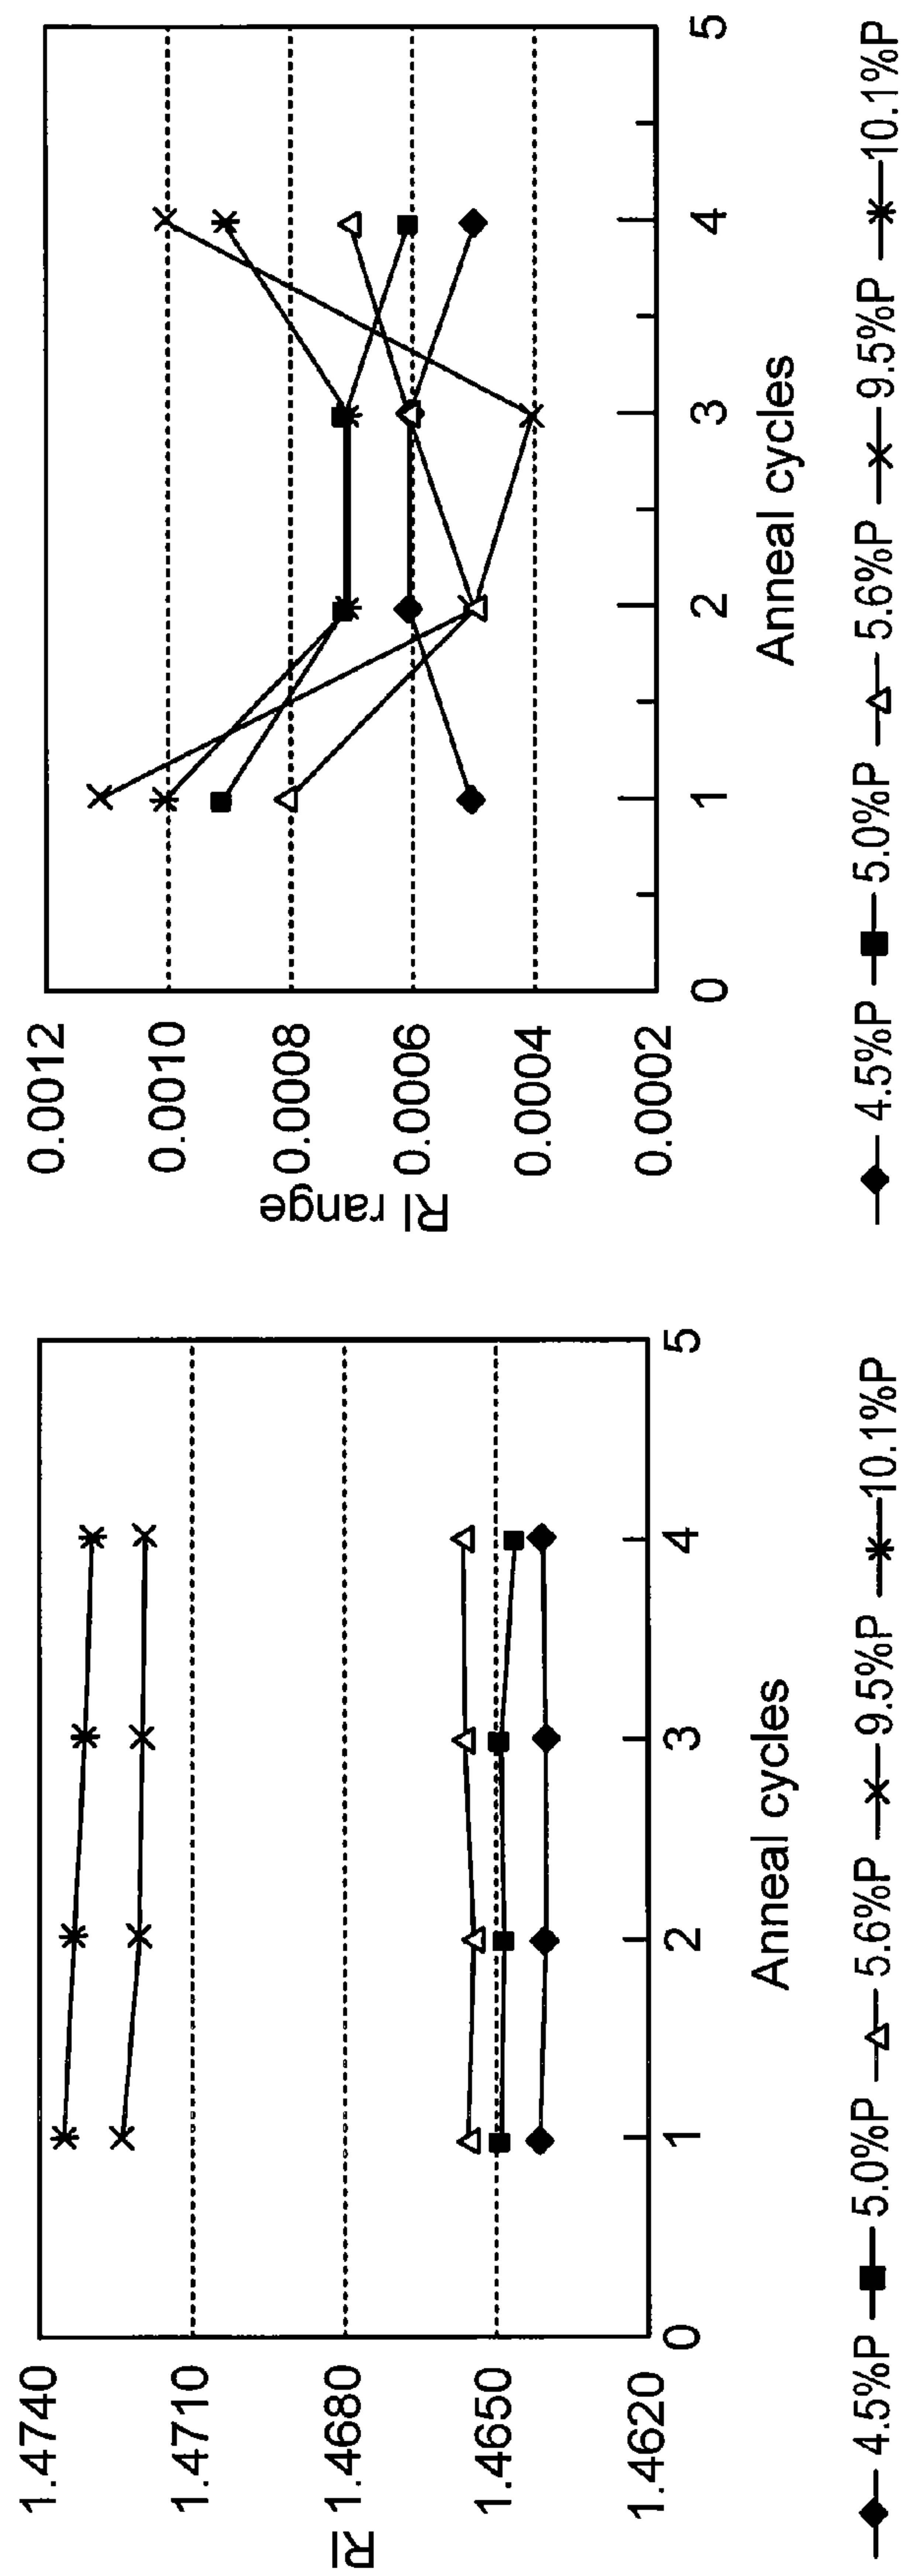 1.4740
1.4710
RI 1.4680
1.4650
1.4620
0 1 2 3 4 5
Anneal cycles
4.5%P 5.0%P 5.6%P 9.5%P 10.1%P
0.0012
0.0010
0.0008
0.0006
0.0004
0.0002
RI range
0 1 2 3 4 5
Anneal cycles
4.5%P 5.0%P 5.6%P 9.5%P 10.1%P